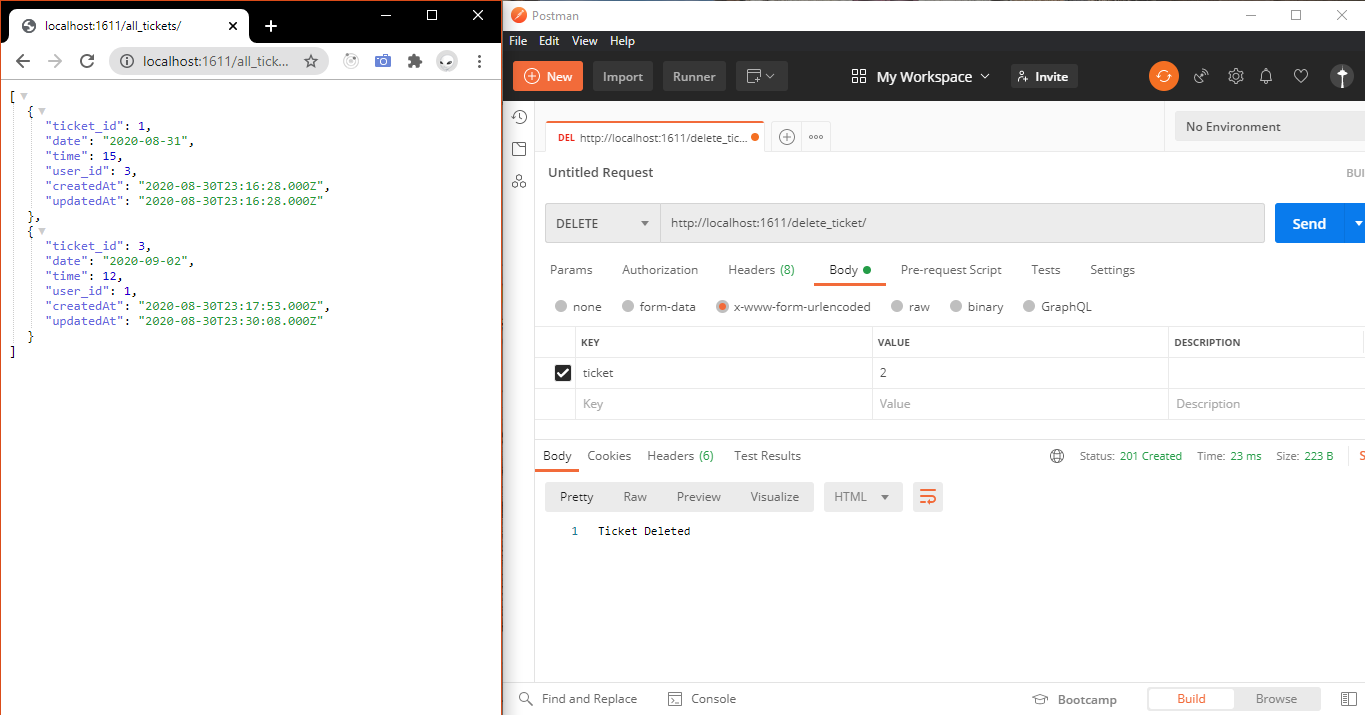 localhost:1611/all_tickets/
localhost:1611/all_tick...
[
{
"ticket_id": 1,
"date": "2020-08-31",
"time": 15,
"user_id": 3,
"createdAt": "2020-08-30T23:16:28.000Z",
"updatedAt": "2020-08-30T23:16:28.000Z"
},
{
"ticket_id": 3,
"date": "2020-09-02",
"time": 12,
"user_id": 1,
"createdAt": "2020-08-30T23:17:53.000Z",
"updatedAt": "2020-08-30T23:30:08.000Z"
}
]
Postman
File Edit View Help
New Import Runner My Workspace Invite
DEL http://localhost:1611/delete_tic... No Environment
Untitled Request BUI
DELETE http://localhost:1611/delete_ticket/ Send
Params Authorization Headers (8) Body Pre-request Script Tests Settings
none form-data x-www-form-urlencoded raw binary GraphQL
KEY VALUE DESCRIPTION
ticket 2
Key Value Description
Body Cookies Headers (6) Test Results Status: 201 Created Time: 23 ms Size: 223 B S
Pretty Raw Preview Visualize HTML
1 Ticket Deleted
Find and Replace Console Bootcamp Build Browse